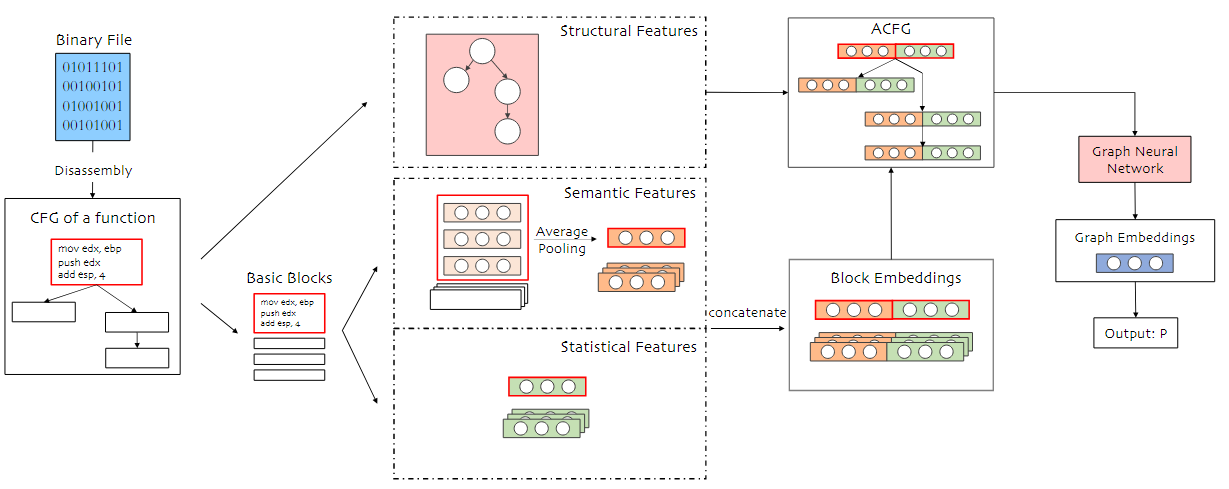 Binary File
01011101
00100101
01001001
00101001
Disassembly
CFG of a function
mov edx, ebp
push edx
add esp, 4
Basic Blocks
mov edx, ebp
push edx
add esp, 4
Structural Features
Semantic Features
Average
Pooling
Statistical Features
concatenate
ACFG
Block Embeddings
Graph Neural
Network
Graph Embeddings
Output: P